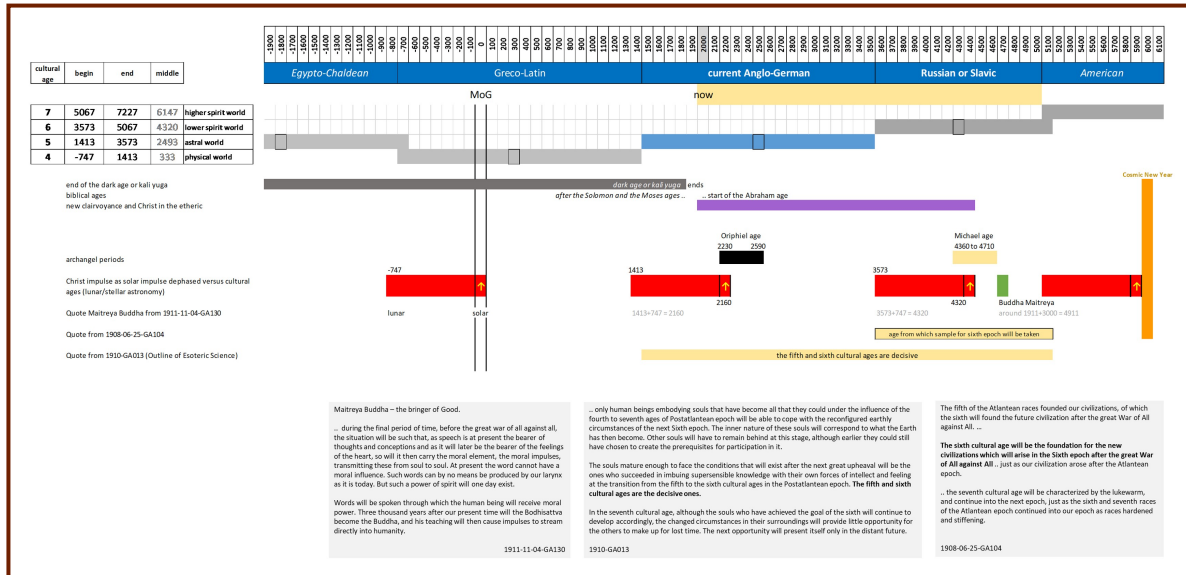 -1900 -1800 -1700 -1600 -1500 -1400 -1300 -1200 -1100 -1000 -900 -800 -700 -600 -500 -400 -300 -200 -100 0 100 200 300 400 500 600 700 800 900 1000 1100 1200 1300 1400 1500 1600 1700 1800 1900 2000 2100 2200 2300 2400 2500 2600 2700 2800 2900 3000 3100 3200 3300 3400 3500 3600 3700 3800 3900 4000 4100 4200 4300 4400 4500 4600 4700 4800 4900 5000 5100 5200 5300 5400 5500 5600 5700 5800 5900 6000 6100
cultural age begin end middle
Egypto-Chaldean Greco-Latin current Anglo-German Russian or Slavic American
MoG now
7 5067 7227 6147 higher spirit world
6 3573 5067 4320 lower spirit world
5 1413 3573 2493 astral world
4 -747 1413 333 physical world
Cosmic New Year
end of the dark age or kali yuga dark age or kali yuga ends
biblical ages after the Solomon and the Moses ages .. .. start of the Abraham age
new clairvoyance and Christ in the etheric
Oriphiel age Michael age
2230 2590 4360 to 4710
archangel periods
-747 1413 3573
Christ impulse as solar impulse dephased versus cultural
ages (lunar/stellar astronomy)
2160 4320 Buddha Maitreya
Quote Maitreya Buddha from 1911-11-04-GA130 lunar solar 1413+747 = 2160 3573+747 = 4320 around 1911+3000 = 4911
Quote from 1908-06-25-GA104 age from which sample for sixth epoch will be taken
Quote from 1910-GA013 (Outline of Esoteric Science) the fifth and sixth cultural ages are decisive
Maitreya Buddha – the bringer of Good.
.. during the final period of time, before the great war of all against all,
the situation will be such that, as speech is at present the bearer of
thoughts and conceptions and as it will later be the bearer of the feelings
of the heart, so will it then carry the moral element, the moral impulses,
transmitting these from soul to soul. At present the word cannot have a
moral influence. Such words can by no means be produced by our larynx
as it is today. But such a power of spirit will one day exist.
Words will be spoken through which the human being will receive moral
power. Three thousand years after our present time will the Bodhisattva
become the Buddha, and his teaching will then cause impulses to stream
directly into humanity.
1911-11-04-GA130
.. only human beings embodying souls that have become all that they could under the influence of the
fourth to seventh ages of Postatlantean epoch will be able to cope with the reconfigured earthly
circumstances of the next Sixth epoch. The inner nature of these souls will correspond to what the Earth
has then become. Other souls will have to remain behind at this stage, although earlier they could still
have chosen to create the prerequisites for participation in it.
The souls mature enough to face the conditions that will exist after the next great upheaval will be the
ones who succeeded in imbuing supersensible knowledge with their own forces of intellect and feeling
at the transition from the fifth to the sixth cultural ages in the Postatlantean epoch. The fifth and sixth
cultural ages are the decisive ones.
In the seventh cultural age, although the souls who have achieved the goal of the sixth will continue to
develop accordingly, the changed circumstances in their surroundings will provide little opportunity for
the others to make up for lost time. The next opportunity will present itself only in the distant future.
1910-GA013
The fifth of the Atlantean races founded our civilizations, of which
the sixth will found the future civilization after the great War of All
against All. ...
The sixth cultural age will be the foundation for the new
civilizations which will arise in the Sixth epoch after the great War
of All against All .. just as our civilization arose after the Atlantean
epoch.
.. the seventh cultural age will be characterized by the lukewarm,
and continue into the next epoch, just as the sixth and seventh races
of the Atlantean epoch continued into our epoch as races hardened
and stiffening.
1908-06-25-GA104